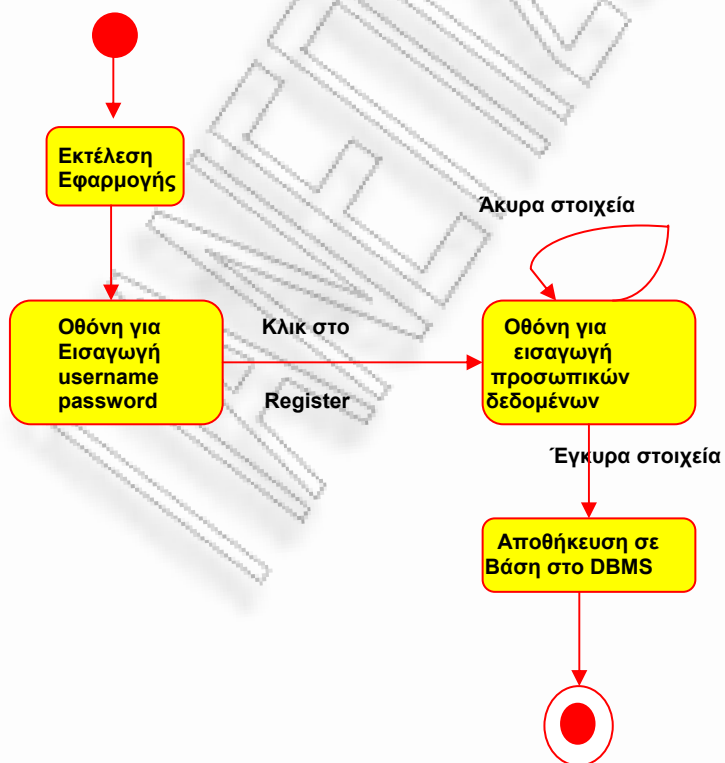 Εκτέλεση
Εφαρμογής
Άκυρα στοιχεία
Οθόνη για
Εισαγωγή
username
password
Κλικ στο
Register
Οθόνη για
εισαγωγή
προσωπικών
δεδομένων
Έγκυρα στοιχεία
Αποθήκευση σε
Βάση στο DBMS